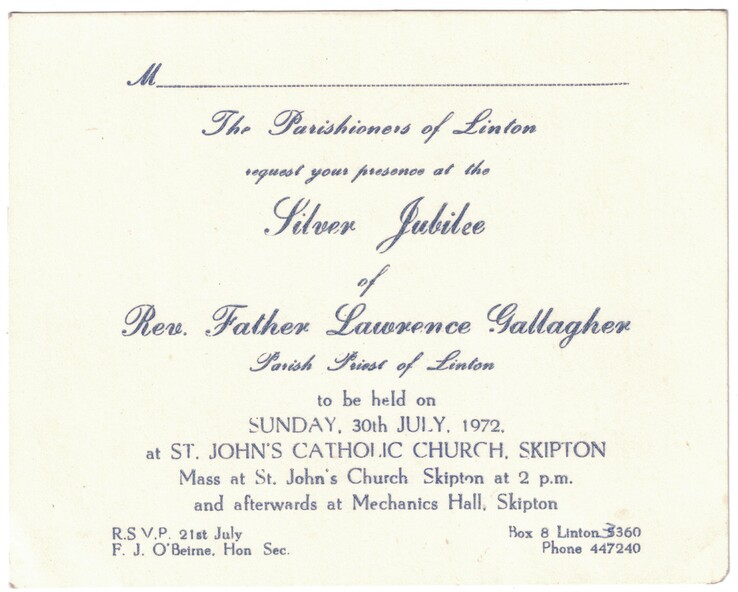 M
The Parishioners of Linton
request your presence at the
Silver Jubilee
of
Rev. Father Lawrence Gallagher
Parish Priest of Linton
to be held on
SUNDAY, 30th JULY, 1972,
at ST. JOHN'S CATHOLIC CHURCH, SKIPTON
Mass at St. John's Church Skipton at 2 p.m.
and afterwards at Mechanics Hall, Skipton
R.S.V.P. 21st July
F. J. O'Beirne, Hon Sec.
Box 8 Linton 3360
Phone 447240